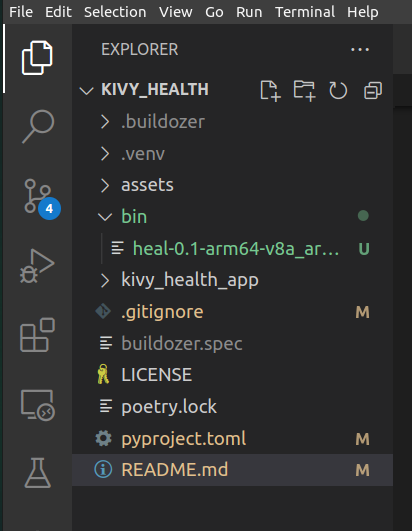 File Edit Selection View Go Run Terminal Help
EXPLORER
KIVY_HEALTH
.buildozer
.venv
assets
bin
heal-0.1-arm64-v8a_ar... U
kivy_health_app
.gitignore M
buildozer.spec
LICENSE
poetry.lock
pyproject.toml M
README.md M
4